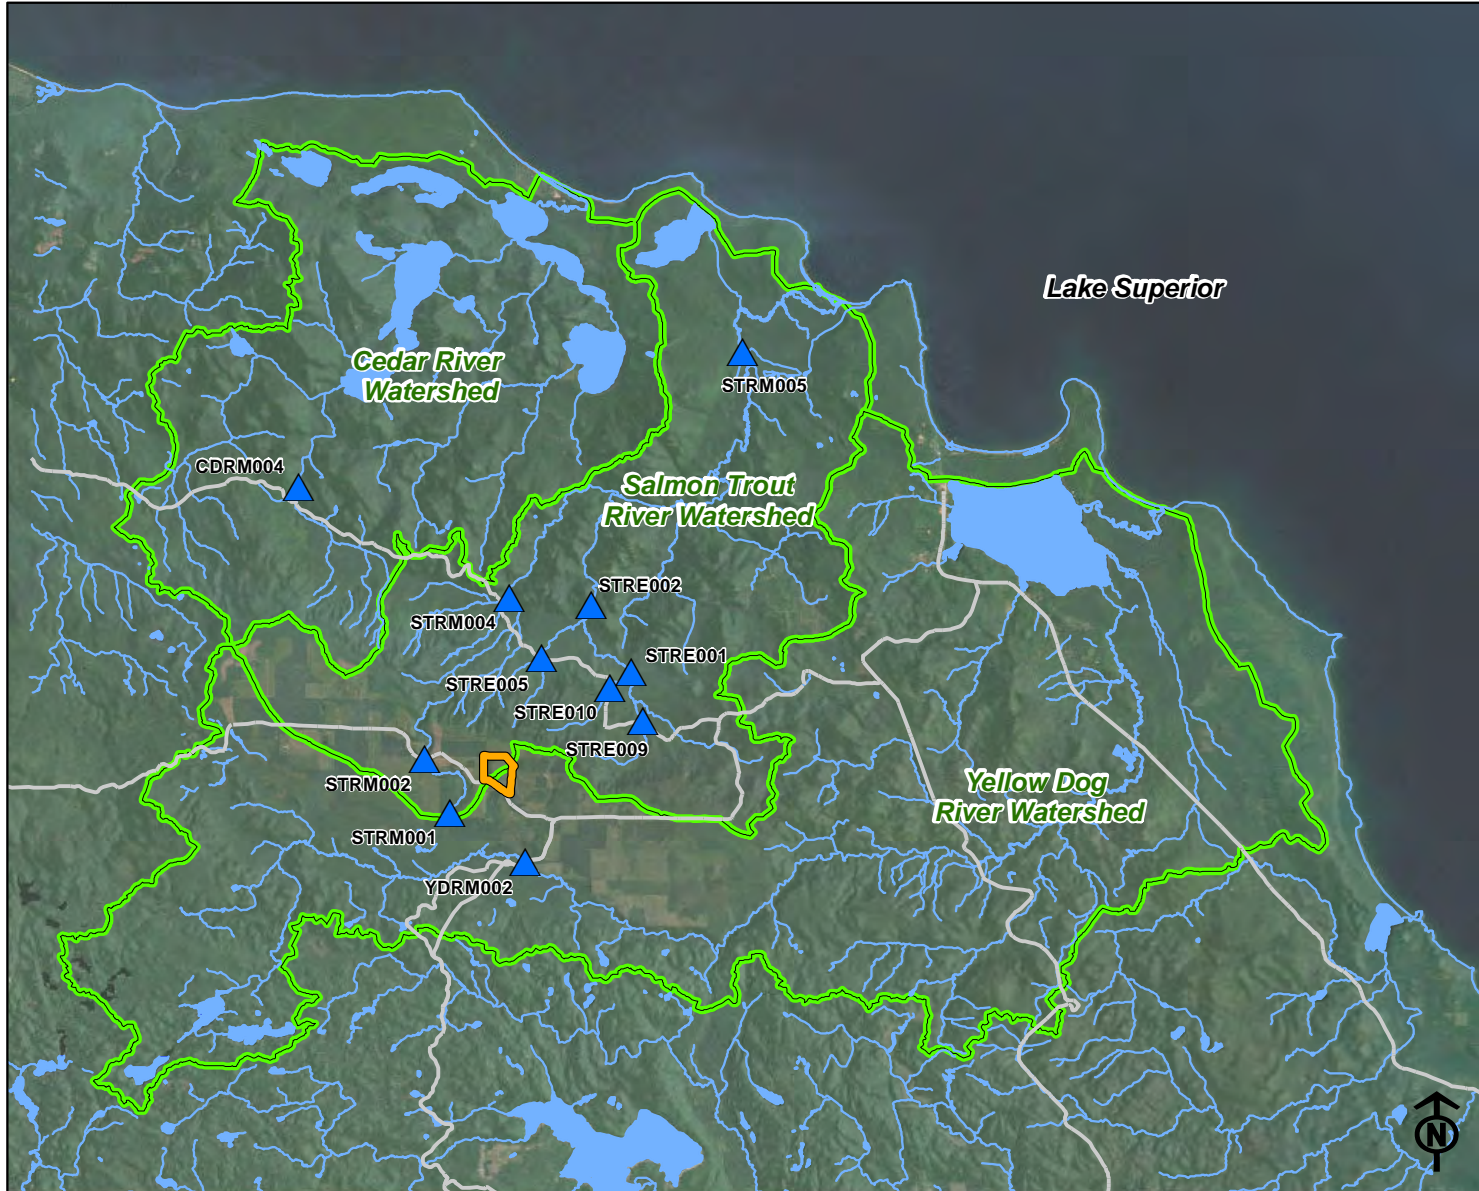 Lake Superior
Cedar River
Watershed
STRM005
CDRM004
Salmon Trout
River Watershed
STRE002
STRM004
STRE001
STRE005
STRE010
STRE009
STRM002
Yellow Dog
River Watershed
STRM001
YDRM002
N